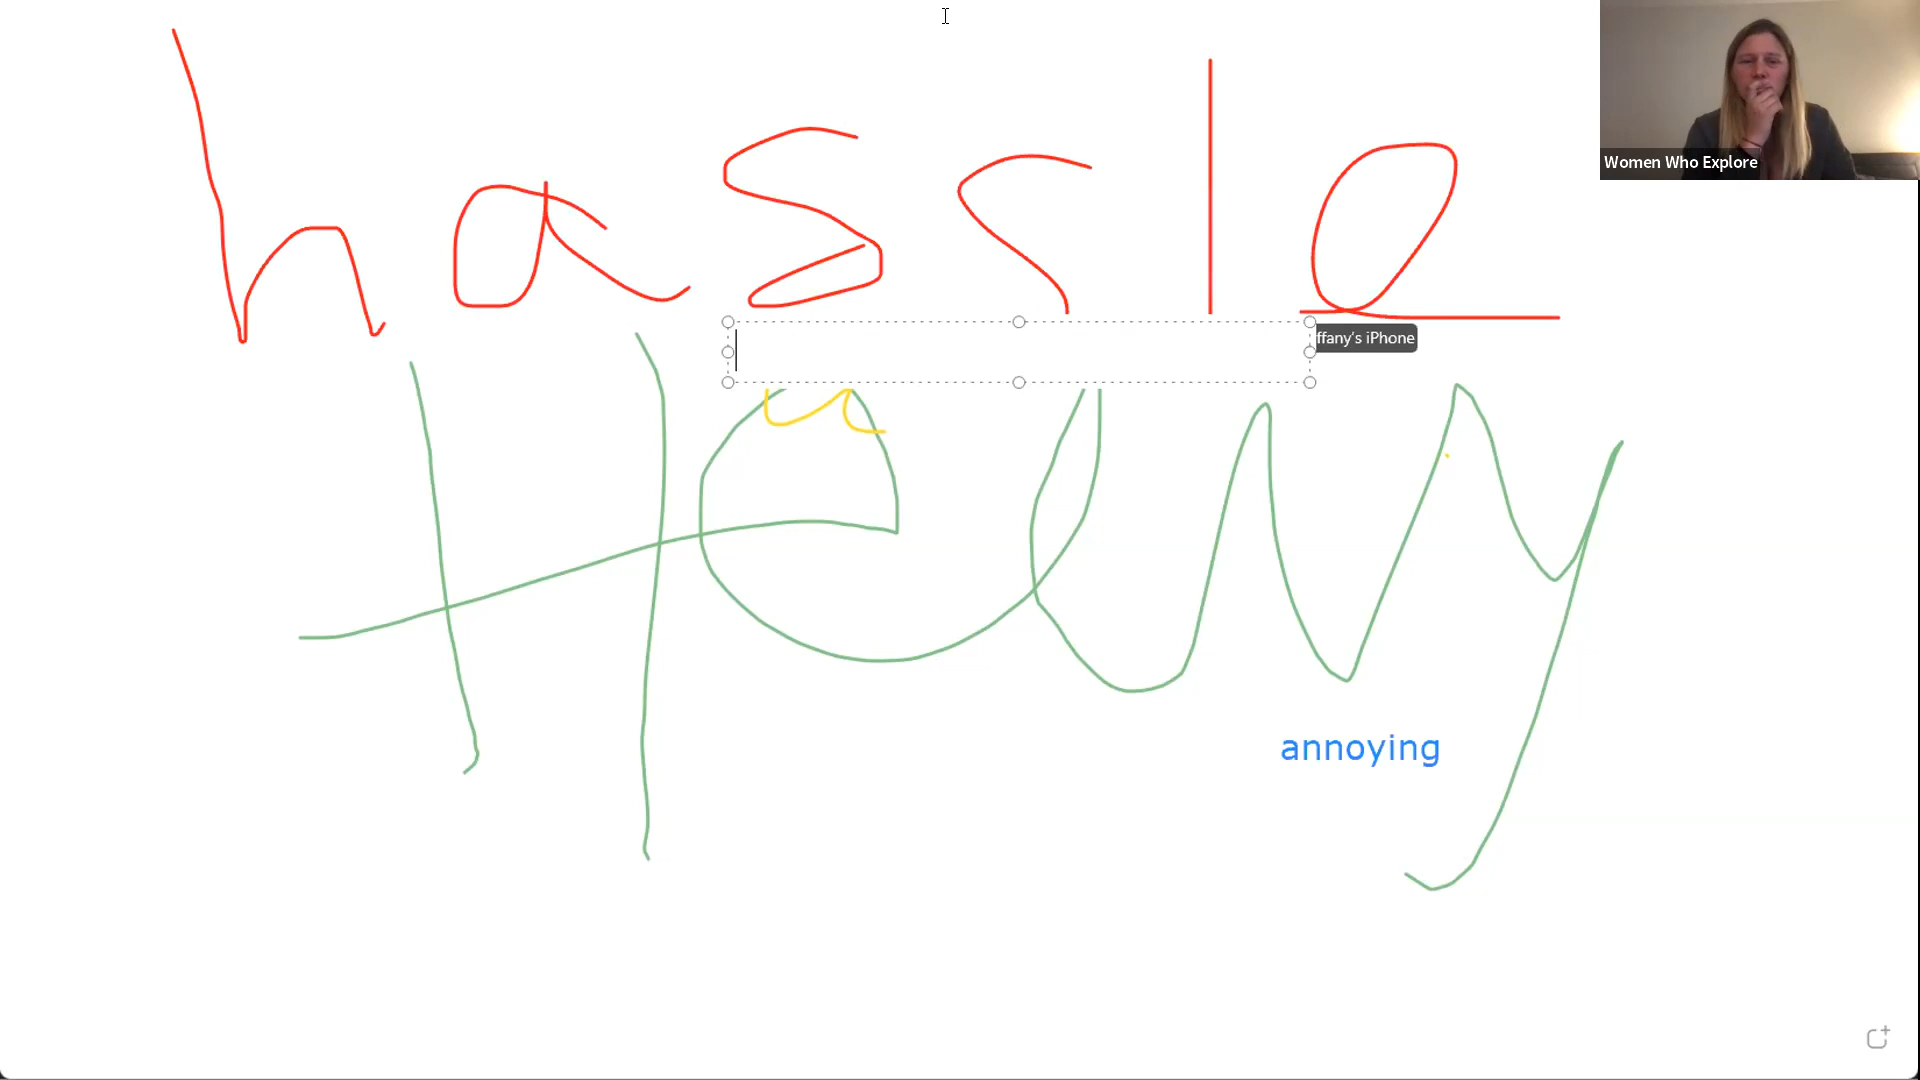 hassle
Women Who Explore
ffany's iPhone
Heavy
annoying